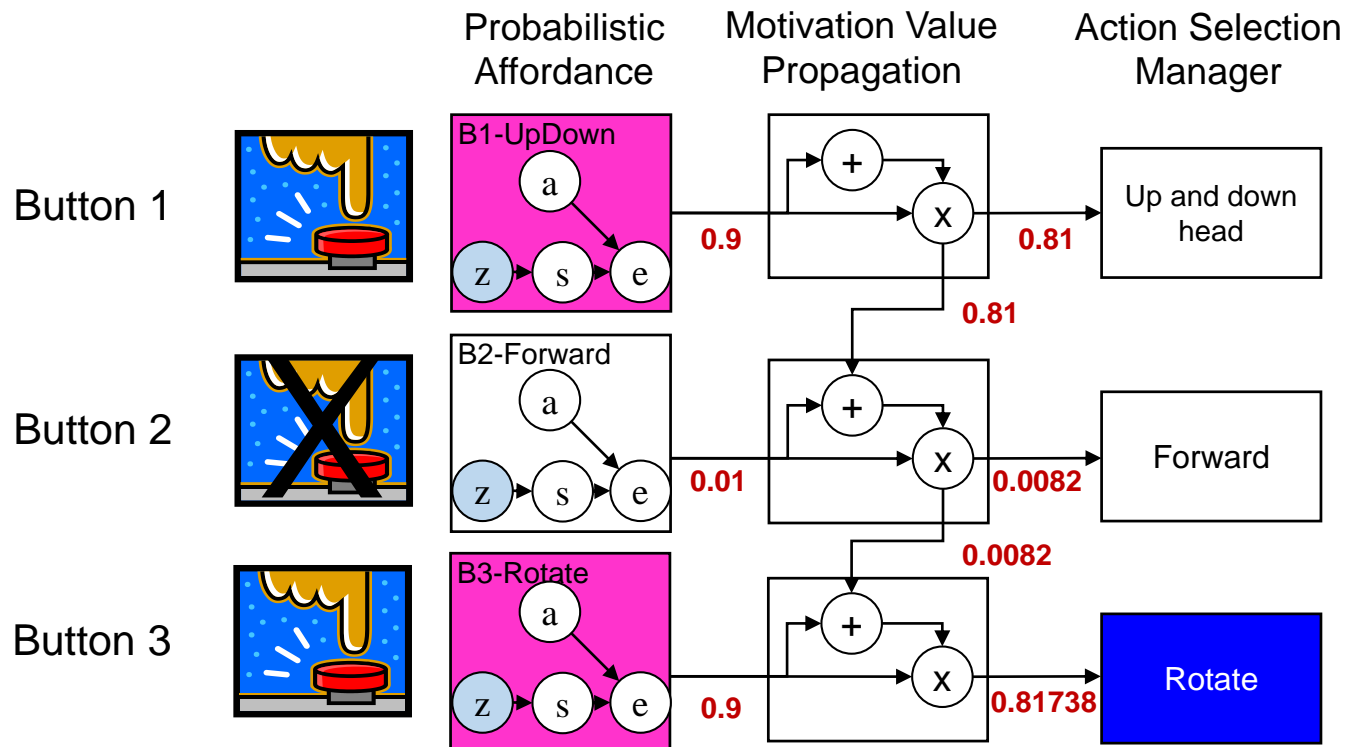 Probabilistic
Affordance
Motivation Value
Propagation
Action Selection
Manager
Button 1
B1-UpDown
a
z
s
e
0.9
+
x
0.81
Up and down
head
0.81
Button 2
B2-Forward
a
z
s
e
0.01
+
x
0.0082
Forward
0.0082
Button 3
B3-Rotate
a
z
s
e
0.9
+
x
0.81738
Rotate